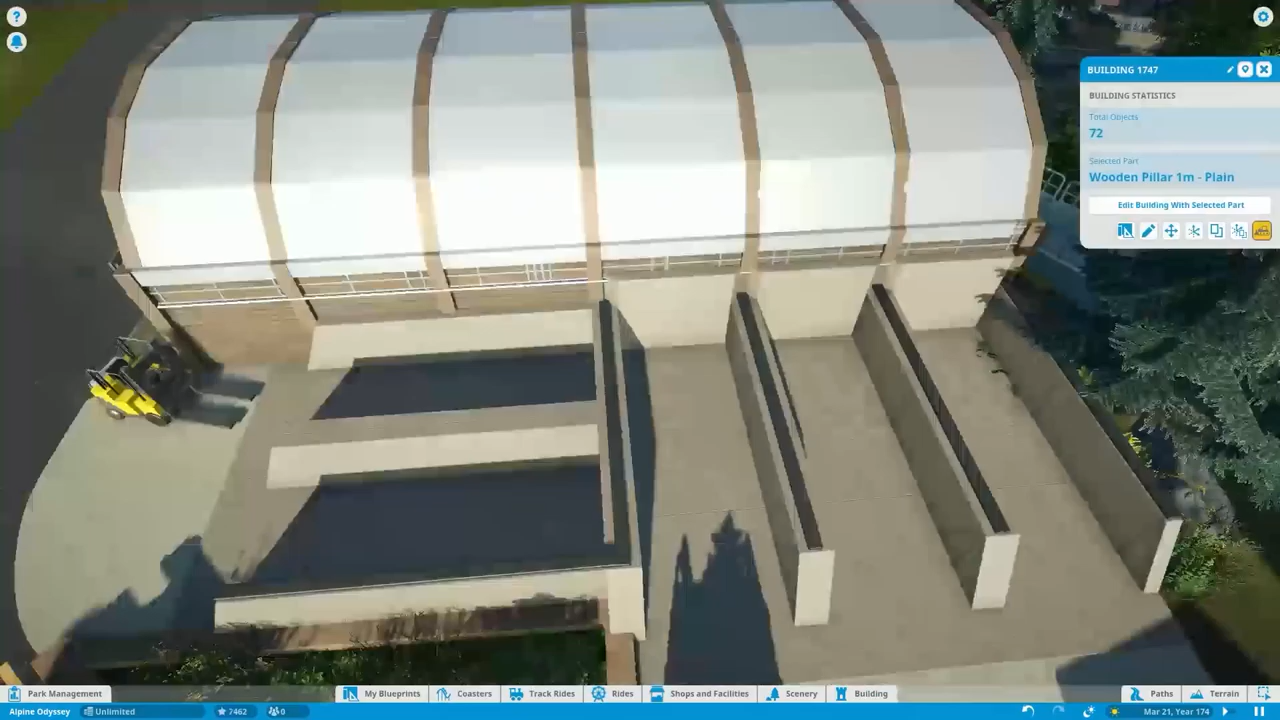 ?
BUILDING 1747
BUILDING STATISTICS
Total Objects
72
Selected Part
Wooden Pillar 1m - Plain
Edit Building With Selected Part
Park Management
My Blueprints
Coasters
Track Rides
Rides
Shops and Facilities
Scenery
Building
Paths
Terrain
Alpine Odyssey
Unlimited
7462
0
Mar 21, Year 174